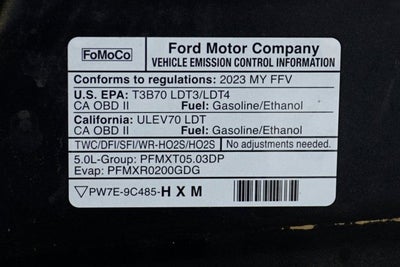 FoMoCo
Ford Motor Company
VEHICLE EMISSION CONTROL INFORMATION
Conforms to regulations: 2023 MY FFV
U.S. EPA: T3B70 LDT3/LDT4
CA OBD II Fuel: Gasoline/Ethanol
California: ULEV70 LDT
CA OBD II Fuel: Gasoline/Ethanol
TWC/DFI/SFI/WR-HO2S/HO2S No adjustments needed.
5.0L-Group: PFMXT05.03DP
Evap: PFMXR0200GDG
PW7E-9C485-HXM